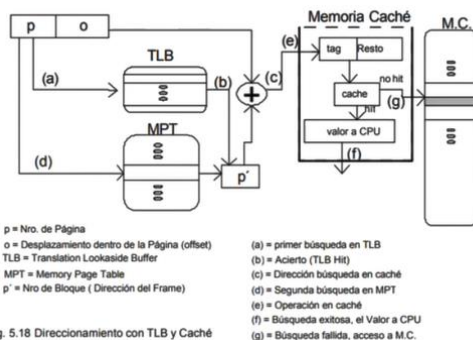 p
o
Memoria Caché
M.C.
(e)
tag
Resto
TLB
(a)
(b)
(c)
no hit
cache
hit
(g)
MPT
valor a CPU
(d)
(f)
p´
p = Nro. de Página
o = Desplazamiento dentro de la Página (offset)
TLB = Translation Lookaside Buffer
MPT = Memory Page Table
p´ = Nro de Bloque ( Dirección del Frame)
(a) = primer búsqueda en TLB
(b) = Acierto (TLB Hit)
(c) = Dirección búsqueda en caché
(d) = Segunda búsqueda en MPT
(e) = Operación en caché
(f) = Búsqueda exitosa, el Valor a CPU
(g) = Búsqueda fallida, acceso a M.C.
g. 5.18 Direccionamiento con TLB y Caché